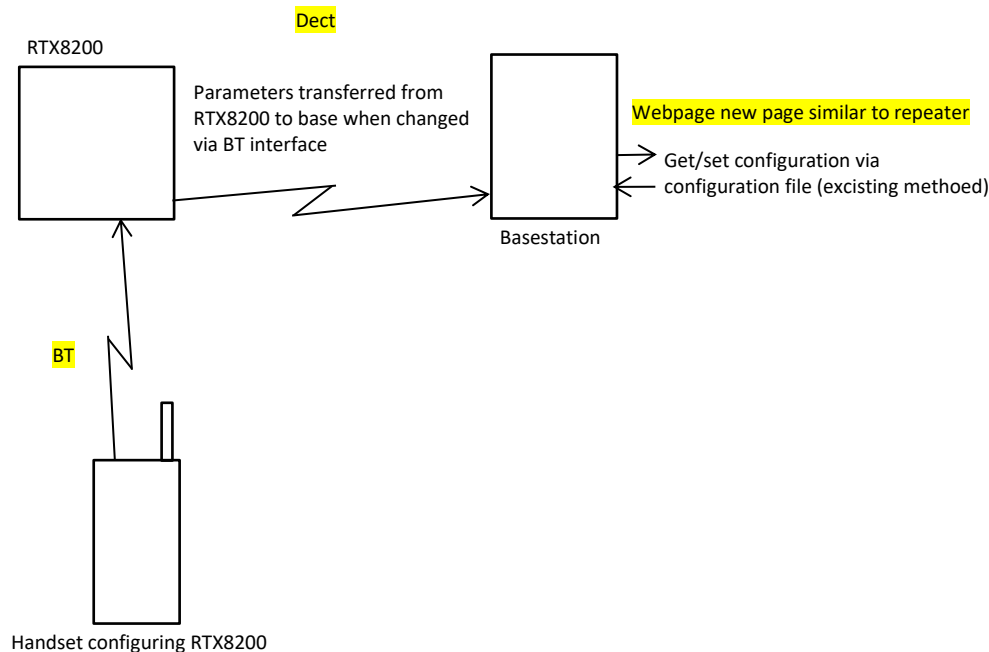 Dect
RTX8200
Parameters transferred from
RTX8200 to base when changed
via BT interface
Webpage new page similar to repeater
Get/set configuration via
configuration file (excisting methoed)
Basestation
BT
Handset configuring RTX8200